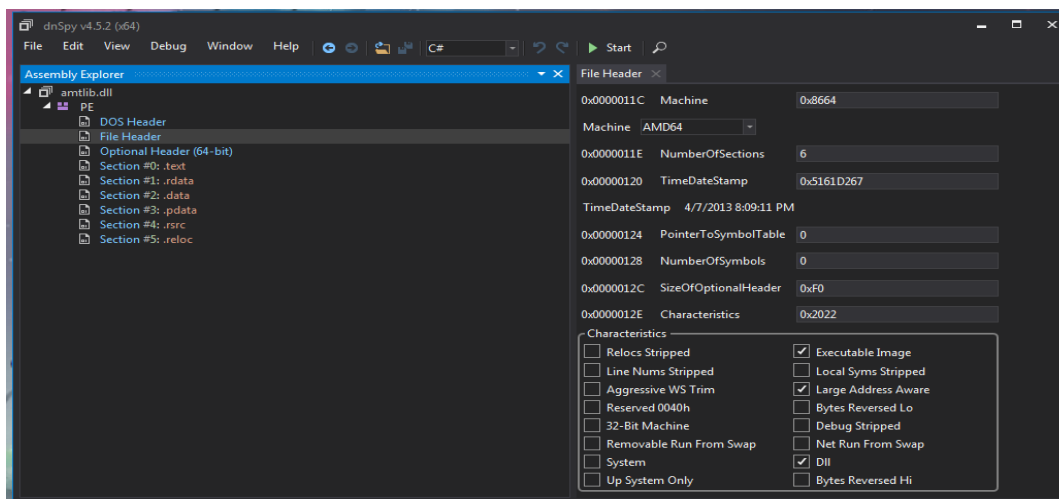 dnSpy v4.5.2 (x64)
File Edit View Debug Window Help C# Start
Assembly Explorer
amtlib.dll
PE
DOS Header
File Header
Optional Header (64-bit)
Section #0: .text
Section #1: .rdata
Section #2: .data
Section #3: .pdata
Section #4: .rsrc
Section #5: .reloc
File Header
0x0000011C Machine 0x8664
Machine AMD64
0x0000011E NumberOfSections 6
0x00000120 TimeDateStamp 0x5161D267
TimeDateStamp 4/7/2013 8:09:11 PM
0x00000124 PointerToSymbolTable 0
0x00000128 NumberOfSymbols 0
0x0000012C SizeOfOptionalHeader 0xF0
0x0000012E Characteristics 0x2022
Characteristics
Relocs Stripped Executable Image
Line Nums Stripped Local Syms Stripped
Aggressive WS Trim Large Address Aware
Reserved 0040h Bytes Reversed Lo
32-Bit Machine Debug Stripped
Removable Run From Swap Net Run From Swap
System Dll
Up System Only Bytes Reversed Hi